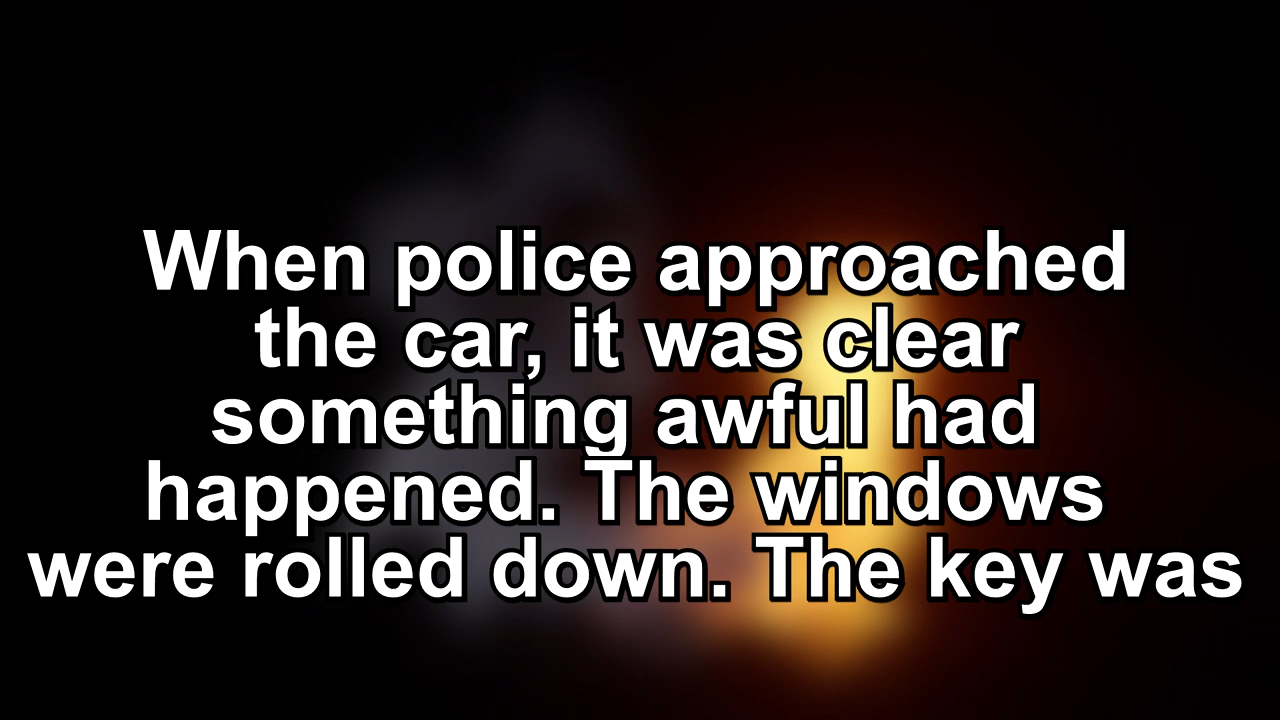 When police approached
the car, it was clear
something awful had
happened. The windows
were rolled down. The key was